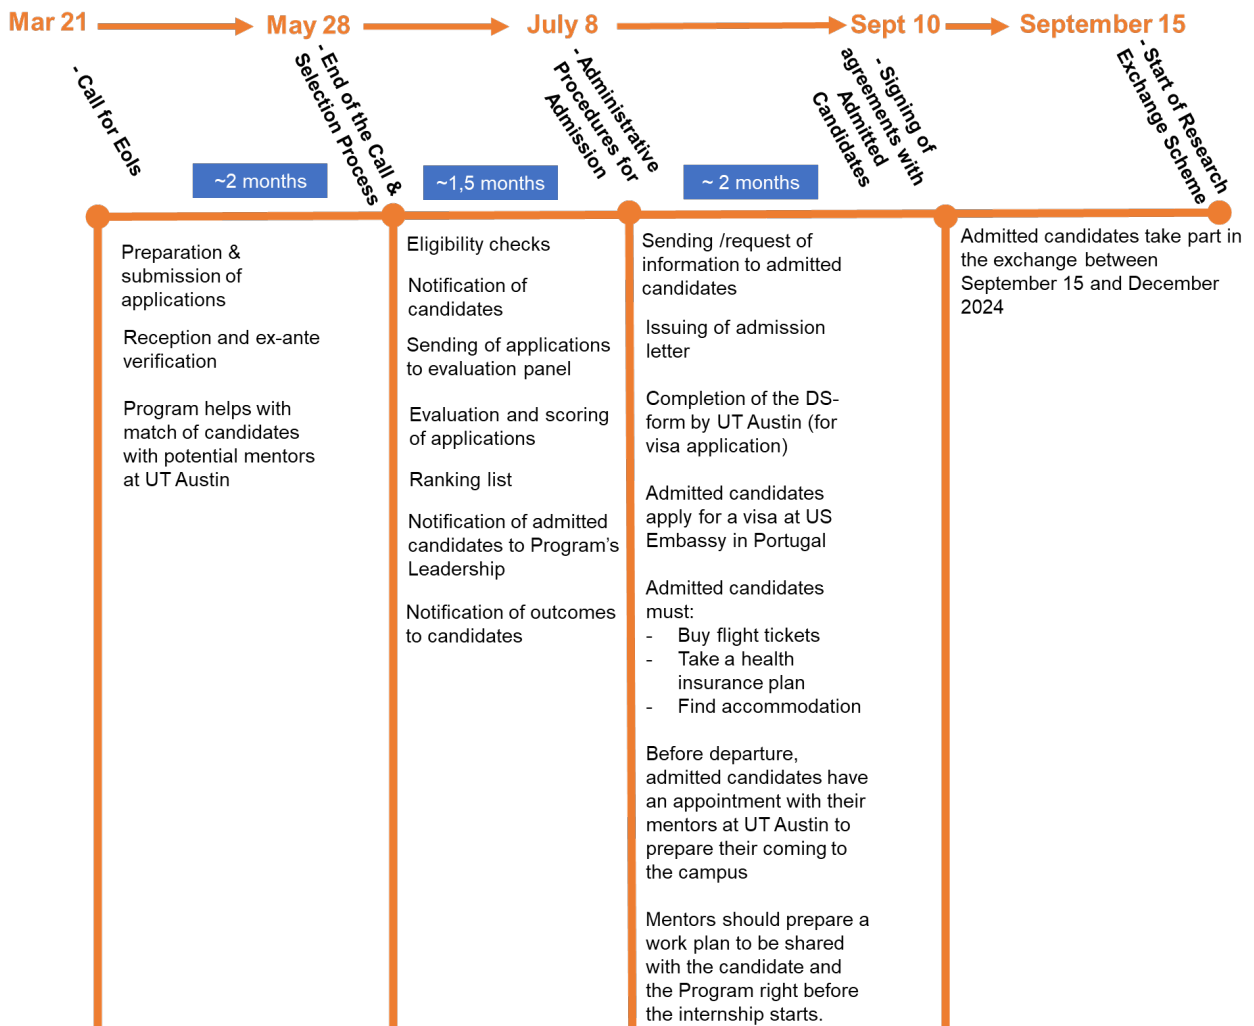 Mar 21
May 28
July 8
Sept 10
September 15
- Call for EoIs
- End of the Call &
Selection Process
- Administrative
Procedures for
Admission
- Signing of
agreements with
Admitted
Candidates
- Start of Research
Exchange Scheme
~2 months
~1,5 months
~ 2 months
Preparation &
submission of
applications
Reception and ex-ante
verification
Program helps with
match of candidates
with potential mentors
at UT Austin
Eligibility checks
Notification of
candidates
Sending of applications
to evaluation panel
Evaluation and scoring
of applications
Ranking list
Notification of admitted
candidates to Program’s
Leadership
Notification of outcomes
to candidates
Sending /request of
information to admitted
candidates
Issuing of admission
letter
Completion of the DS-
form by UT Austin (for
visa application)
Admitted candidates
apply for a visa at US
Embassy in Portugal
Admitted candidates
must:
- Buy flight tickets
- Take a health
insurance plan
- Find accommodation
Before departure,
admitted candidates have
an appointment with their
mentors at UT Austin to
prepare their coming to
the campus
Mentors should prepare a
work plan to be shared
with the candidate and
the Program right before
the internship starts.
Admitted candidates take part in
the exchange between
September 15 and December
2024